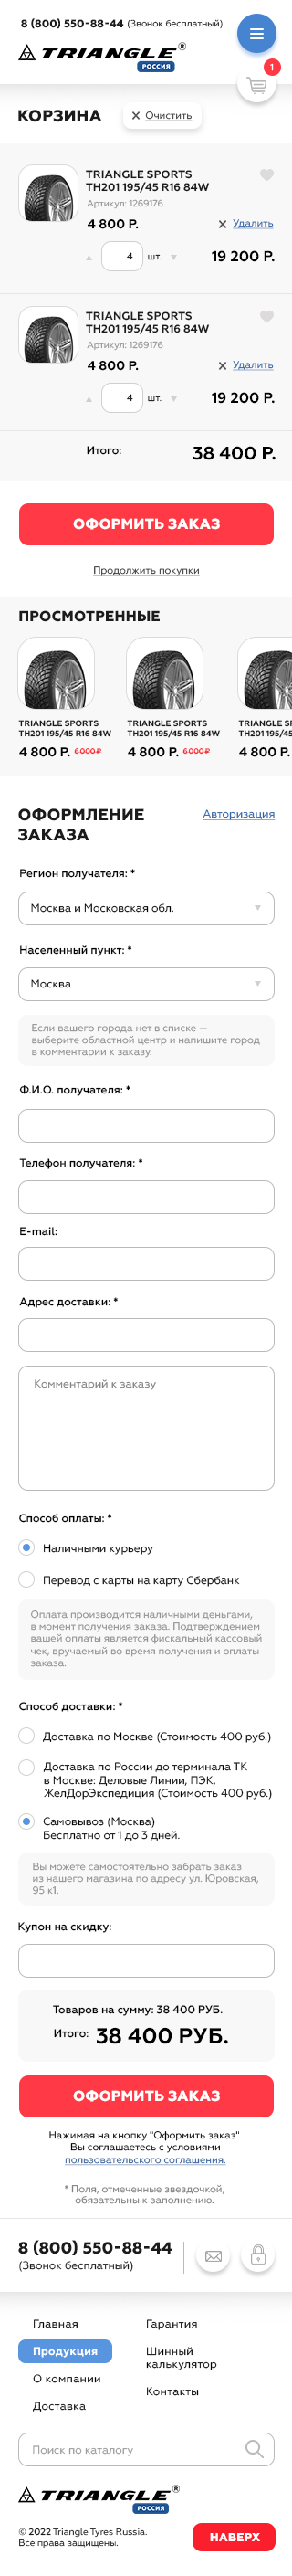 8 (800) 550-88-44 (Звонок бесплатный)
TRIANGLE®
РОССИЯ
1
КОРЗИНА
× Очистить
TRIANGLE SPORTS
TH201 195/45 R16 84W
Артикул: 1269176
4 800 Р.
× Удалить
4 шт.
19 200 Р.
TRIANGLE SPORTS
TH201 195/45 R16 84W
Артикул: 1269176
4 800 Р.
× Удалить
4 шт.
19 200 Р.
Итого:
38 400 Р.
ОФОРМИТЬ ЗАКАЗ
Продолжить покупки
ПРОСМОТРЕННЫЕ
TRIANGLE SPORTS
TH201 195/45 R16 84W
4 800 Р. 6000₽
TRIANGLE SPORTS
TH201 195/45 R16 84W
4 800 Р. 6000₽
TRIANGLE SP
TH201 195/45
4 800 Р.
ОФОРМЛЕНИЕ
ЗАКАЗА
Авторизация
Регион получателя: *
Москва и Московская обл.
Населенный пункт: *
Москва
Если вашего города нет в списке —
выберите областной центр и напишите город
в комментарии к заказу.
Ф.И.О. получателя: *
Телефон получателя: *
E-mail:
Адрес доставки: *
Комментарий к заказу
Способ оплаты: *
Наличными курьеру
Перевод с карты на карту Сбербанк
Оплата производится наличными деньгами,
в момент получения заказа. Подтверждением
вашей оплаты является фискальный кассовый
чек, вручаемый во время получения и оплаты
заказа.
Способ доставки: *
Доставка по Москве (Стоимость 400 руб.)
Доставка по России до терминала ТК
в Москве: Деловые Линии, ПЭК,
ЖелДорЭкспедиция (Стоимость 400 руб.)
Самовывоз (Москва)
Бесплатно от 1 до 3 дней.
Вы можете самостоятельно забрать заказ
из нашего магазина по адресу ул. Юровская,
95 к1.
Купон на скидку:
Товаров на сумму: 38 400 РУБ.
Итого: 38 400 РУБ.
ОФОРМИТЬ ЗАКАЗ
Нажимая на кнопку "Оформить заказ"
Вы соглашаетесь с условиями
пользовательского соглашения.
* Поля, отмеченные звездочкой,
обязательны к заполнению.
8 (800) 550-88-44
(Звонок бесплатный)
Главная
Гарантия
Продукция
Шинный
калькулятор
О компании
Контакты
Доставка
Поиск по каталогу
TRIANGLE®
РОССИЯ
© 2022 Triangle Tyres Russia.
Все права защищены.
НАВЕРХ